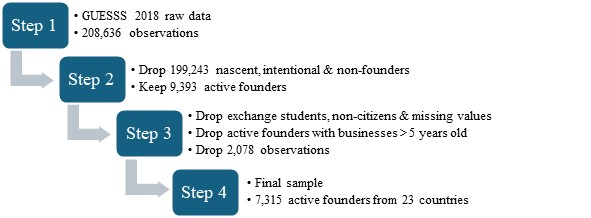 Step 1
• GUESSS 2018 raw data
• 208,636 observations
Step 2
• Drop 199,243 nascent, intentional & non-founders
• Keep 9,393 active founders
Step 3
• Drop exchange students, non-citizens & missing values
• Drop active founders with businesses > 5 years old
• Drop 2,078 observations
Step 4
• Final sample
• 7,315 active founders from 23 countries